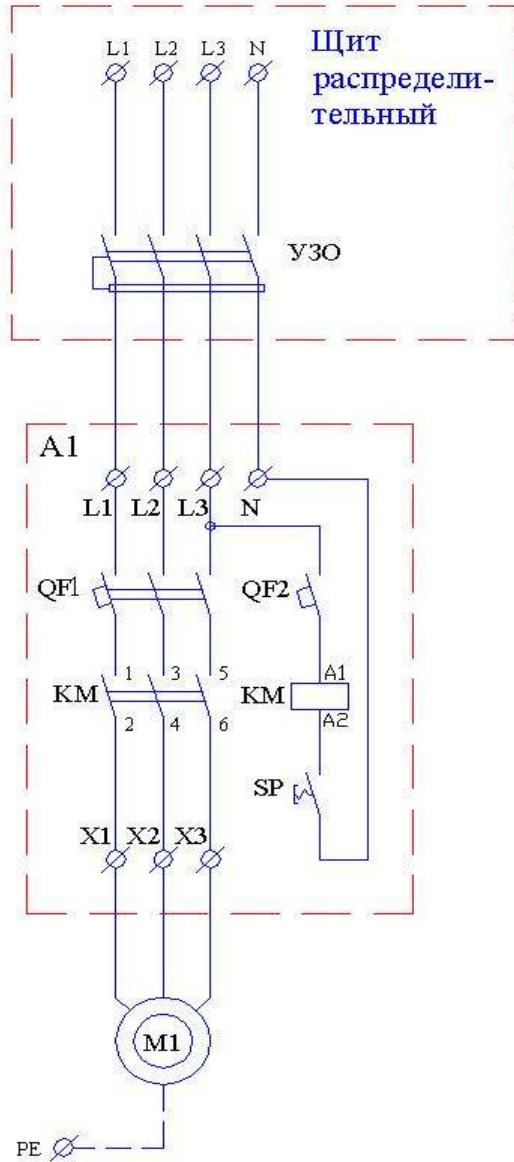 L1 L2 L3 N
Щит
распредели-
тельный
УЗО
A1
L1 L2 L3 N
QF1
QF2
1 3 5
A1
KM
KM
2 4 6
A2
SP
X1 X2 X3
M1
PE